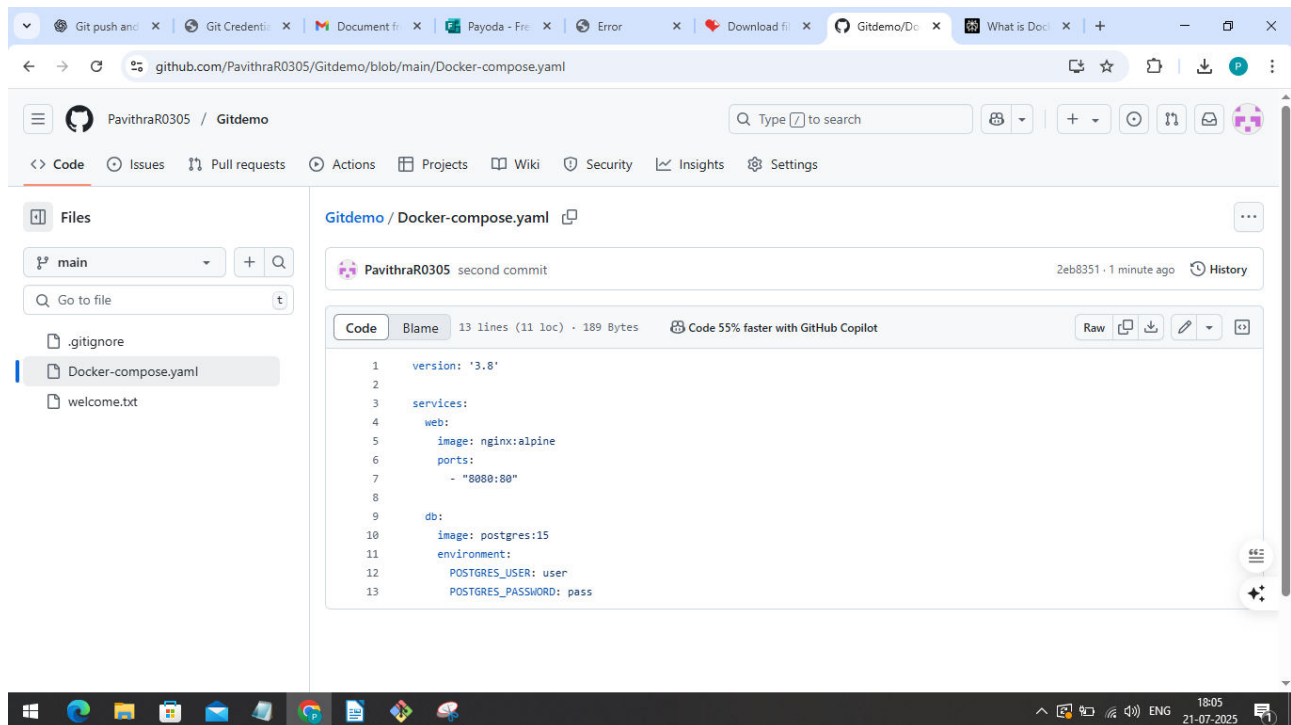 Git push and
Git Credentia
Document fr
Payoda - Fre
Error
Download fil
Gitdemo/Do
What is Doc
github.com/PavithraR0305/Gitdemo/blob/main/Docker-compose.yaml
P
PavithraR0305 / Gitdemo
Type / to search
<> Code Issues Pull requests Actions Projects Wiki Security Insights Settings
Files
Gitdemo / Docker-compose.yaml
main
PavithraR0305 second commit
2eb8351 · 1 minute ago History
Go to file t
Code Blame 13 lines (11 loc) · 189 Bytes Code 55% faster with GitHub Copilot Raw
.gitignore
Docker-compose.yaml
welcome.txt
1 version: '3.8'
2
3 services:
4 web:
5 image: nginx:alpine
6 ports:
7 - "8080:80"
8
9 db:
10 image: postgres:15
11 environment:
12 POSTGRES_USER: user
13 POSTGRES_PASSWORD: pass
ENG
18:05
21-07-2025